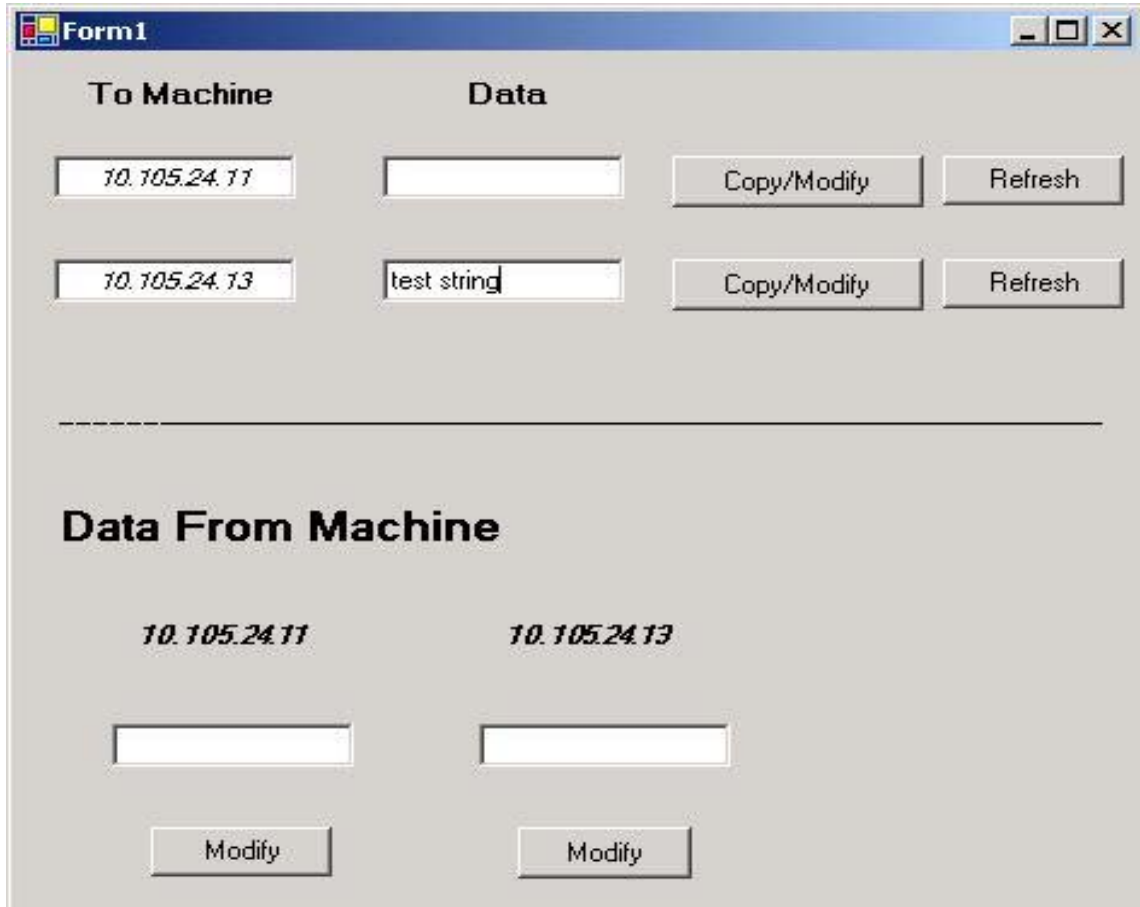 Form1
To Machine Data
10.105.24.11 Copy/Modify Refresh
10.105.24.13 test string Copy/Modify Refresh
Data From Machine
10.105.24.11 10.105.24.13
Modify Modify